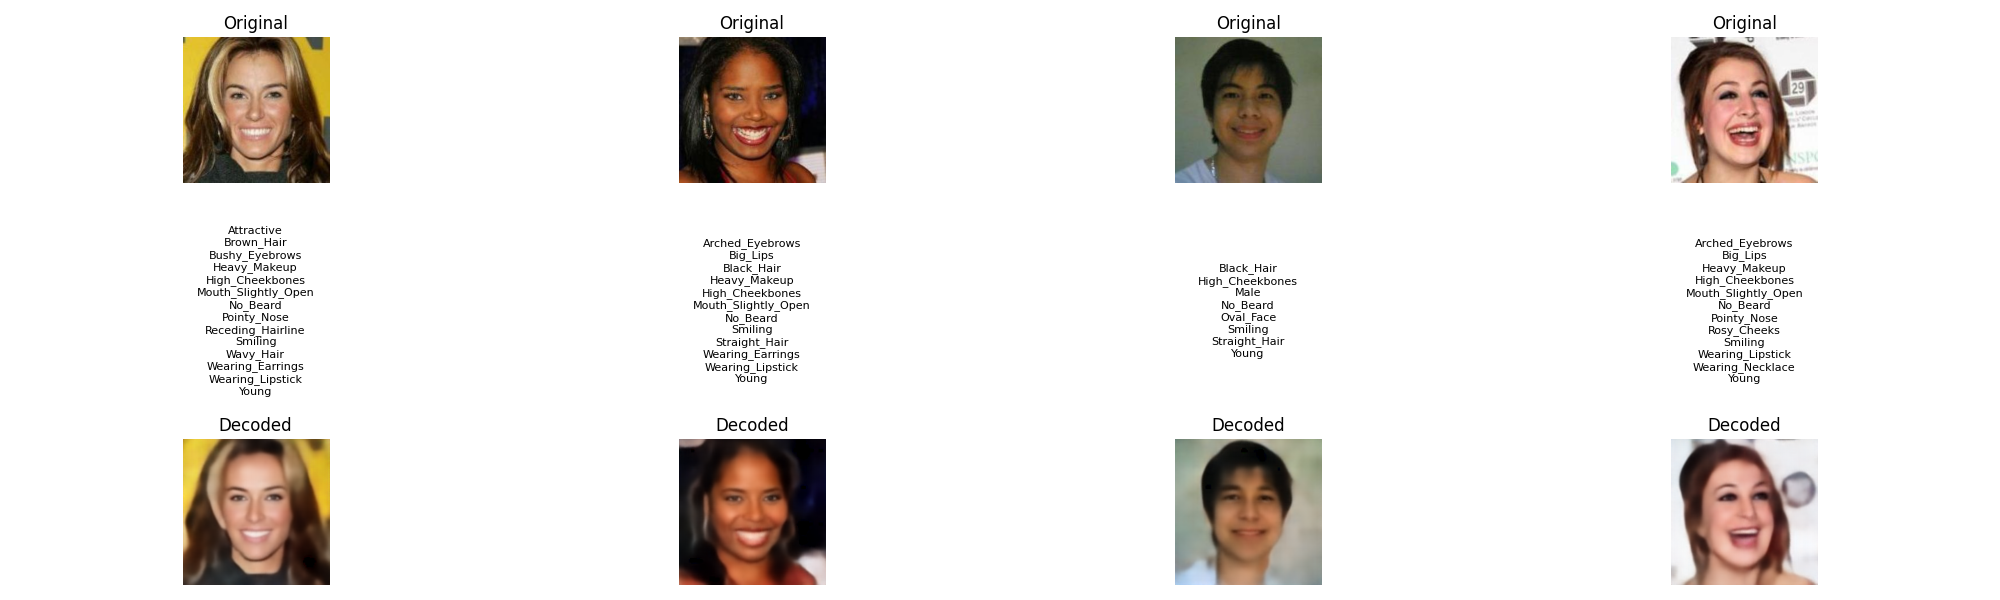 Original
Original
Original
Original
29
Attractive
Brown_Hair
Bushy_Eyebrows
Heavy_Makeup
High_Cheekbones
Mouth_Slightly_Open
No_Beard
Pointy_Nose
Receding_Hairline
Smiling
Wavy_Hair
Wearing_Earrings
Wearing_Lipstick
Young
Arched_Eyebrows
Big_Lips
Black_Hair
Heavy_Makeup
High_Cheekbones
Mouth_Slightly_Open
No_Beard
Smiling
Straight_Hair
Wearing_Earrings
Wearing_Lipstick
Young
Black_Hair
High_Cheekbones
Male
No_Beard
Oval_Face
Smiling
Straight_Hair
Young
Arched_Eyebrows
Big_Lips
Heavy_Makeup
High_Cheekbones
Mouth_Slightly_Open
No_Beard
Pointy_Nose
Rosy_Cheeks
Smiling
Wearing_Lipstick
Wearing_Necklace
Young
Decoded
Decoded
Decoded
Decoded